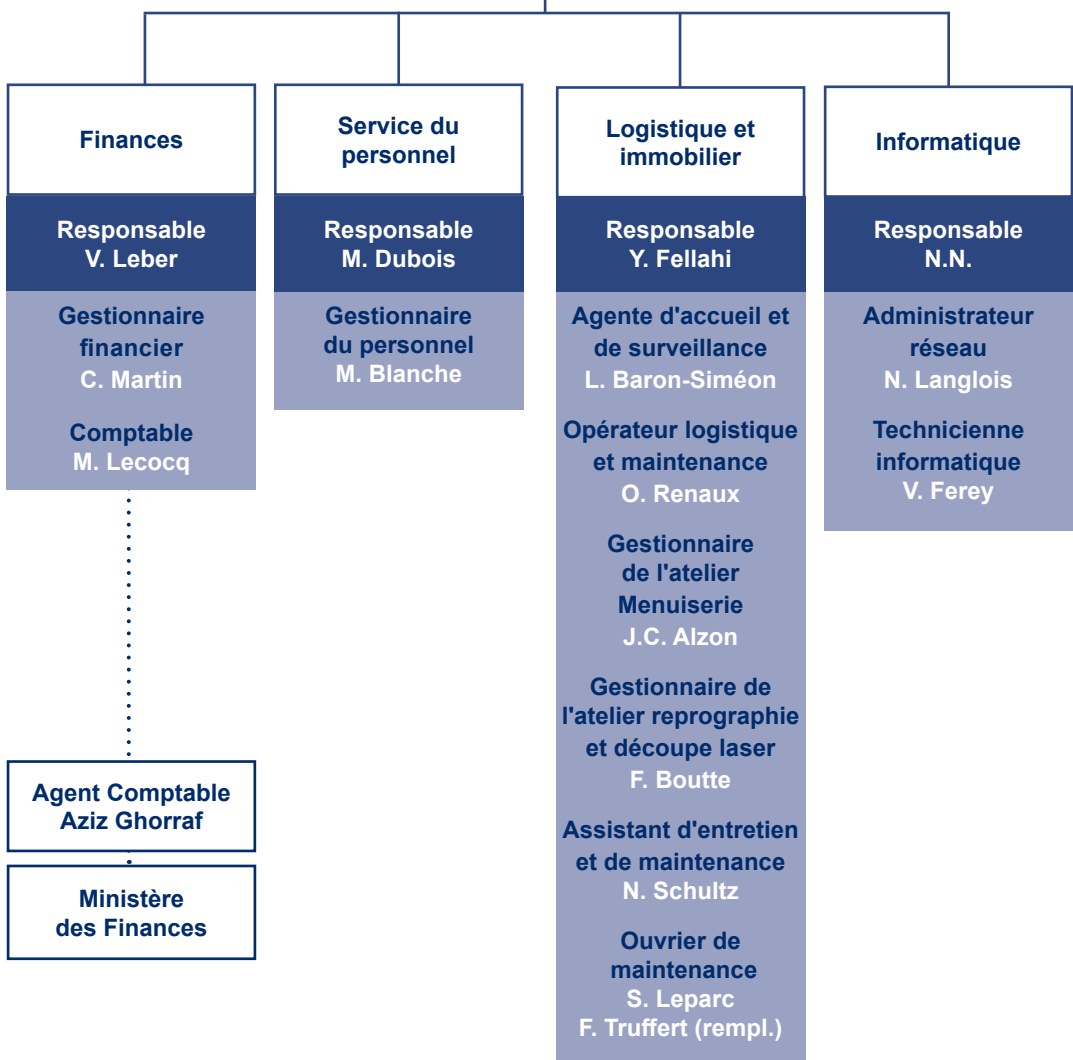 Finances
Responsable
V. Leber
Gestionnaire
financier
C. Martin
Comptable
M. Lecocq
Agent Comptable
Aziz Ghorraf
Ministère
des Finances
Service du
personnel
Responsable
M. Dubois
Gestionnaire
du personnel
M. Blanche
Logistique et
immobilier
Responsable
Y. Fellahi
Agente d'accueil et
de surveillance
L. Baron-Siméon
Opérateur logistique
et maintenance
O. Renaux
Gestionnaire
de l'atelier
Menuiserie
J.C. Alzon
Gestionnaire de
l'atelier reprographie
et découpe laser
F. Boutte
Assistant d'entretien
et de maintenance
N. Schultz
Ouvrier de
maintenance
S. Leparc
F. Truffert (rempl.)
Informatique
Responsable
N.N.
Administrateur
réseau
N. Langlois
Technicienne
informatique
V. Ferey